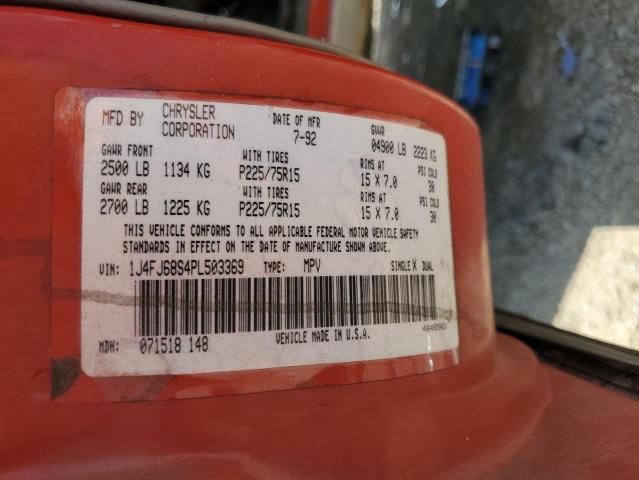 MFD BY CHRYSLER CORPORATION DATE OF MFR 7-92 GVWR 04900 LB 2223 KG
GAWR FRONT WITH TIRES RIMS AT PSI COLD
2500 LB 1134 KG P225/75R15 15 X 7.0 30
GAWR REAR WITH TIRES RIMS AT PSI COLD
2700 LB 1225 KG P225/75R15 15 X 7.0 30
THIS VEHICLE CONFORMS TO ALL APPLICABLE FEDERAL MOTOR VEHICLE SAFETY
STANDARDS IN EFFECT ON THE DATE OF MANUFACTURE SHOWN ABOVE.
VIN: 1J4FJ68S4PL503369 TYPE: MPV SINGLE X DUAL
MDH: 071518 148 VEHICLE MADE IN U.S.A. 4648503